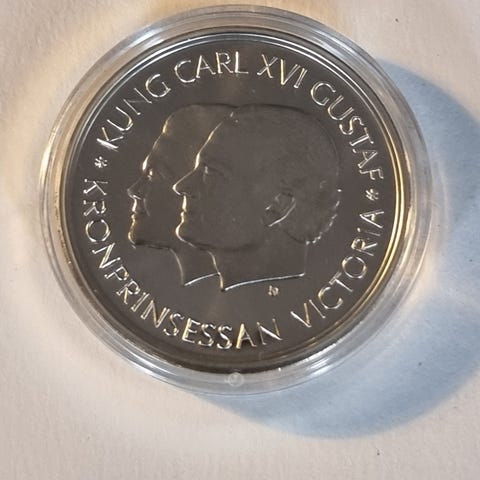 KUNG CARL XVI GUSTAF *
KRONPRINSESSAN VICTORIA *